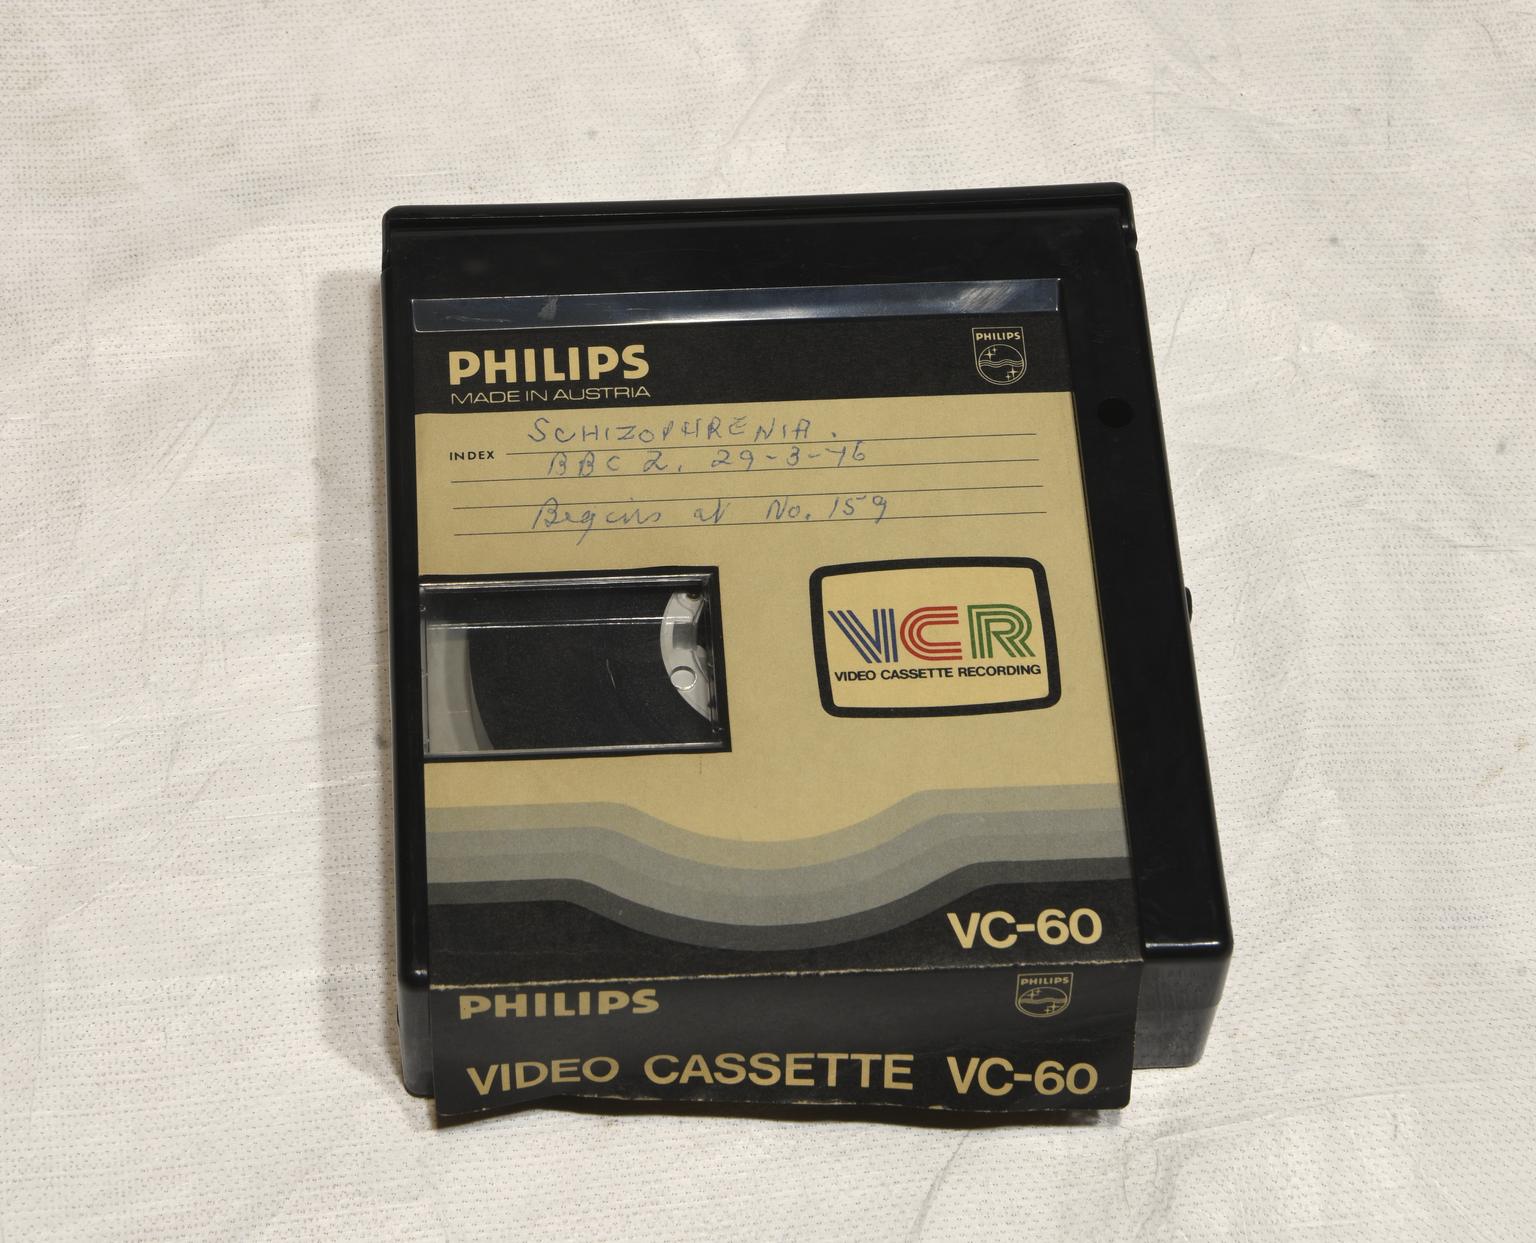 PHILIPS
MADE IN AUSTRIA
PHILIPS
SCHIZOPHRENIA.
INDEX
BBC 2. 29-3-76
Begins at No. 159
VCR
VIDEO CASSETTE RECORDING
VC-60
PHILIPS
PHILIPS
VIDEO CASSETTE VC-60